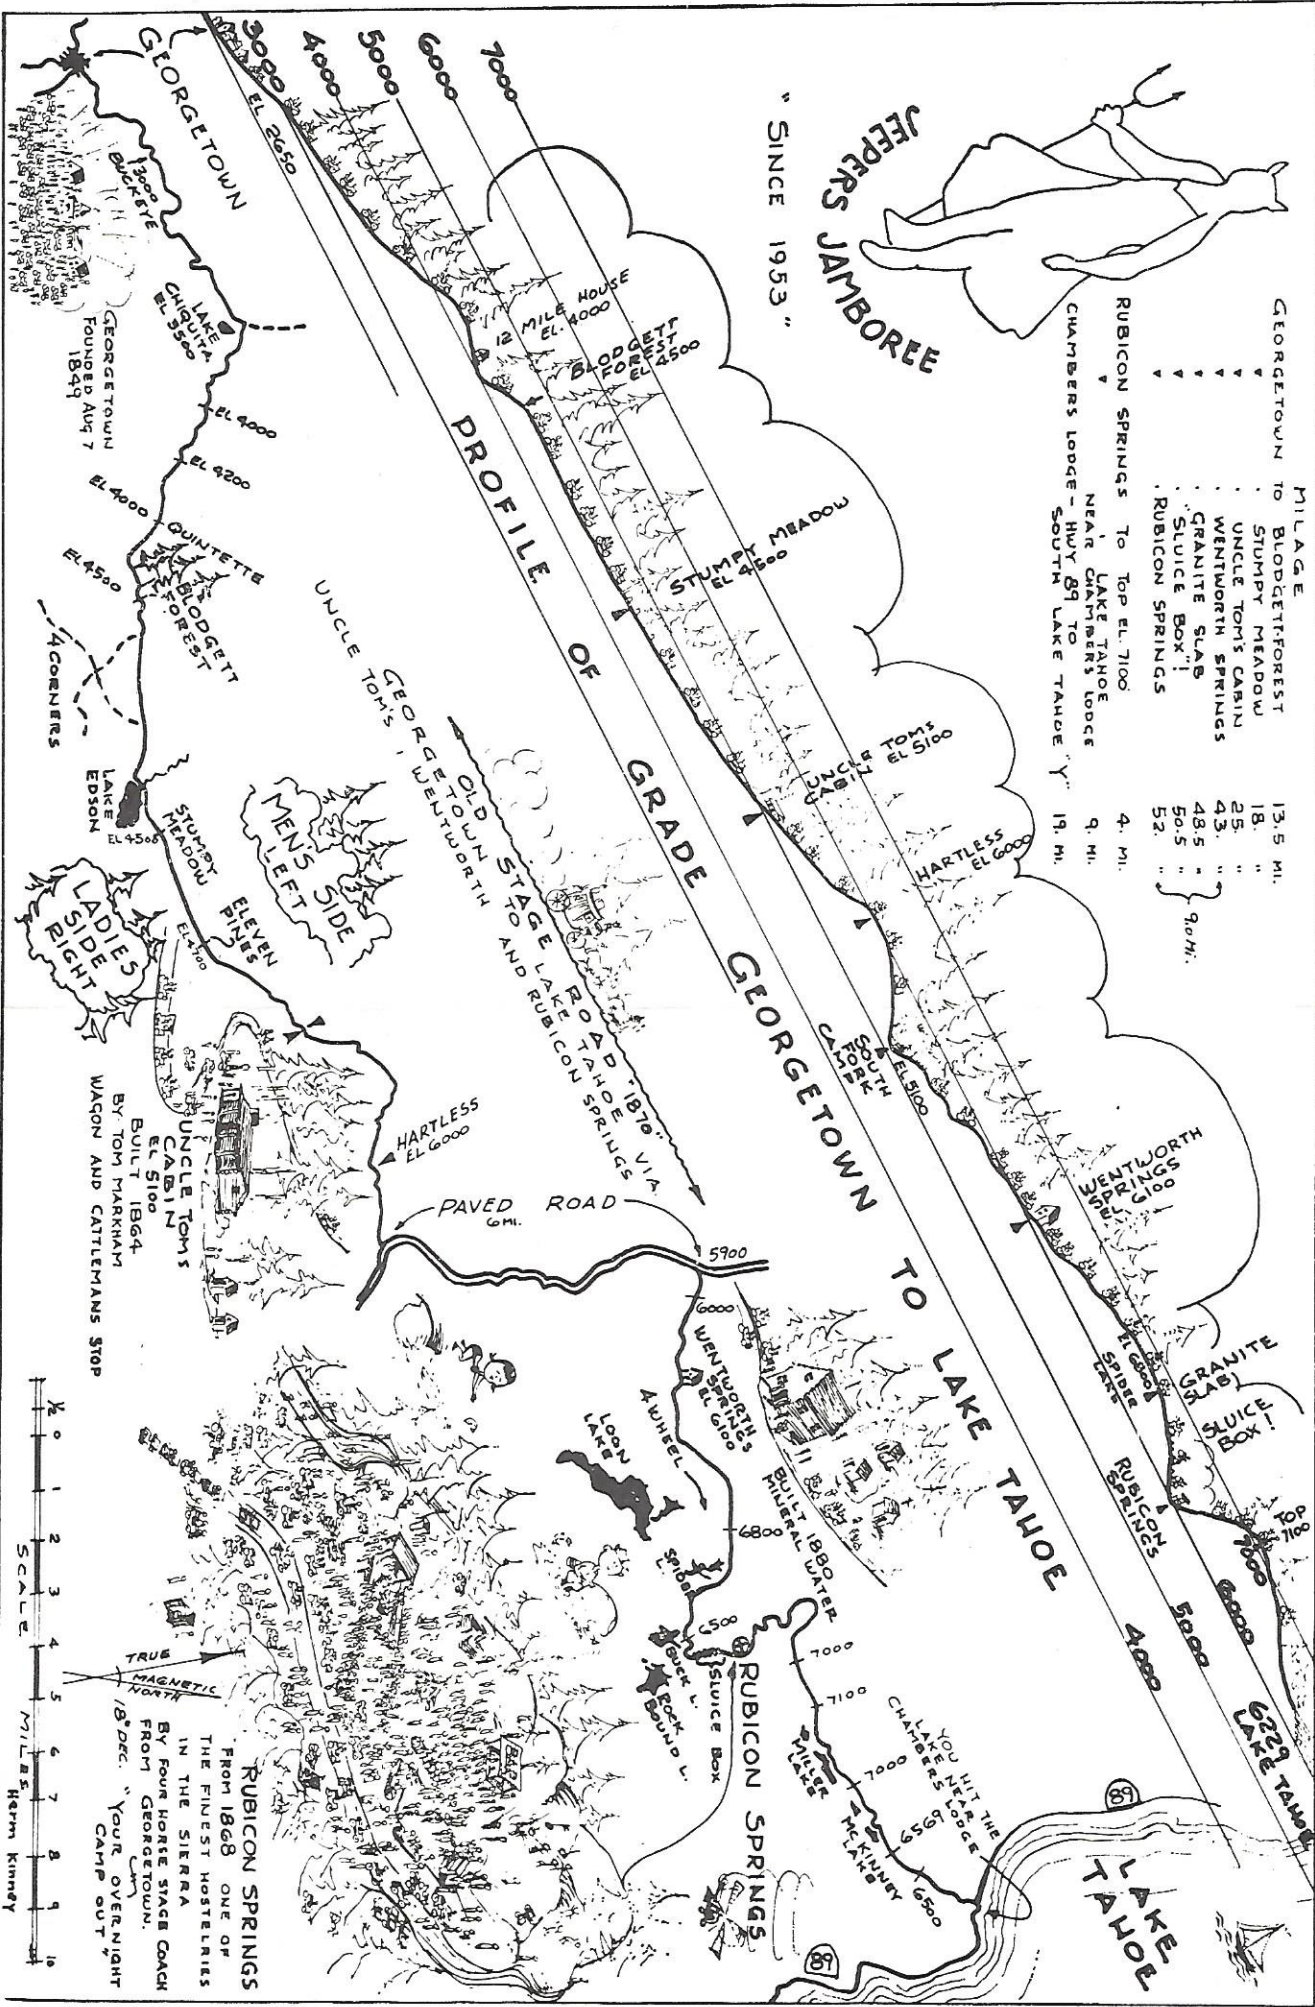 JEEPERS JAMBOREE
" SINCE 1953 "
MILAGE
GEORGETOWN TO BLODGETT-FOREST 13.5 MI.
" . STUMPY MEADOW 18. "
" . UNCLE TOM'S CABIN 25. "
" . WENTWORTH SPRINGS 43. "
" . GRANITE SLAB 48.5 "
" . "SLUICE BOX"! 50.5 "
" . RUBICON SPRINGS 52. "
9.0 Mi.
RUBICON SPRINGS TO TOP EL. 7100 4. MI.
" " LAKE TAHOE
NEAR CHAMBERS LODGE 9. MI.
CHAMBERS LODGE - HWY 89 TO
SOUTH LAKE TAHOE "Y" 19. MI.
7000
6000
5000
4000
3000
EL 2650
GEORGETOWN
12 MILE HOUSE
EL. 4000
BLODGETT
FOREST
EL 4500
STUMPY MEADOW
EL 4500
UNCLE TOMS
CABIN EL 5100
HARTLESS
EL 6000
SOUTH
FORK
CAMP
EL 5100
WENTWORTH
SPRINGS
EL 6100
EL 6800
SPIDER
LAKE
GRANITE
SLAB)
SLUICE
BOX!
RUBICON
SPRINGS
TOP
7100
7000
6000
5000
4000
6229
LAKE TAHOE
PROFILE OF GRADE GEORGETOWN TO LAKE TAHOE
OLD STAGE ROAD "1870"
GEORGETOWN TO LAKE TAHOE VIA
UNCLE TOM'S, WENTWORTH AND RUBICON SPRINGS
3000
BUCKEYE
LAKE
CHIQUITA
EL 3500
GEORGETOWN
FOUNDED AUG 7
1849
EL 4000
EL 4200
EL 4000
QUINTETTE
EL 4500
BLODGETT
FOREST
4 CORNERS
LAKE
EDSON
EL 4505
STUMPY
MEADOW
MENS SIDE
LEFT
LADIES
SIDE
RIGHT
ELEVEN
PINES
EL 4700
UNCLE TOMS
CABIN
EL 5100
BUILT 1864
BY TOM MARKHAM
WAGON AND CATTLEMANS STOP
HARTLESS
EL 6000
PAVED ROAD
6 MI.
5900
6000
WENTWORTH
SPRINGS
EL 6100
BUILT 1880
MINERAL WATER
4 WHEEL
LOON
LAKE
6800
SPIDER
L.
BUCK L.
ROCK
BOUND L.
SLUICE BOX
RUBICON SPRINGS
7000
7100
MILLER
LAKE
7000
MCKINNEY
LAKE
6569
6500
YOU HIT THE
LAKE NEAR
CHAMBERS LODGE
89
LAKE
TAHOE
89
RUBICON SPRINGS
FROM 1868 ONE OF
THE FINEST HOSTELRIES
IN THE SIERRA
BY FOUR HORSE STAGE COACH
FROM GEORGETOWN.
"YOUR OVERNIGHT
CAMP OUT"
TRUE
MAGNETIC
NORTH
18° DEC.
1/2 0 1 2 3 4 5 6 7 8 9 10
SCALE MILES
Herm Kinney